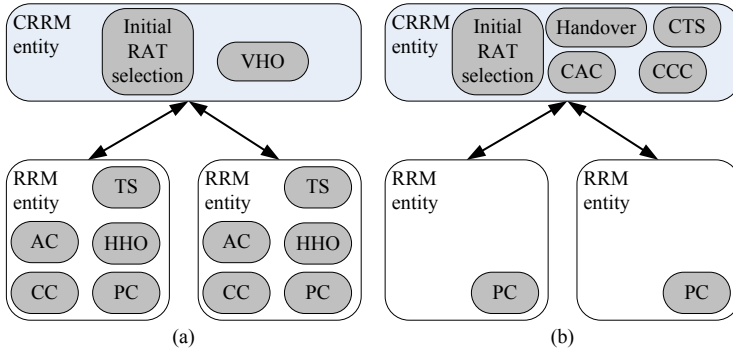 CRRM
entity
Initial
RAT
selection
VHO
RRM
entity
TS
AC
HHO
CC
PC
RRM
entity
TS
AC
HHO
CC
PC
(a)
CRRM
entity
Initial
RAT
selection
Handover
CTS
CAC
CCC
RRM
entity
PC
RRM
entity
PC
(b)